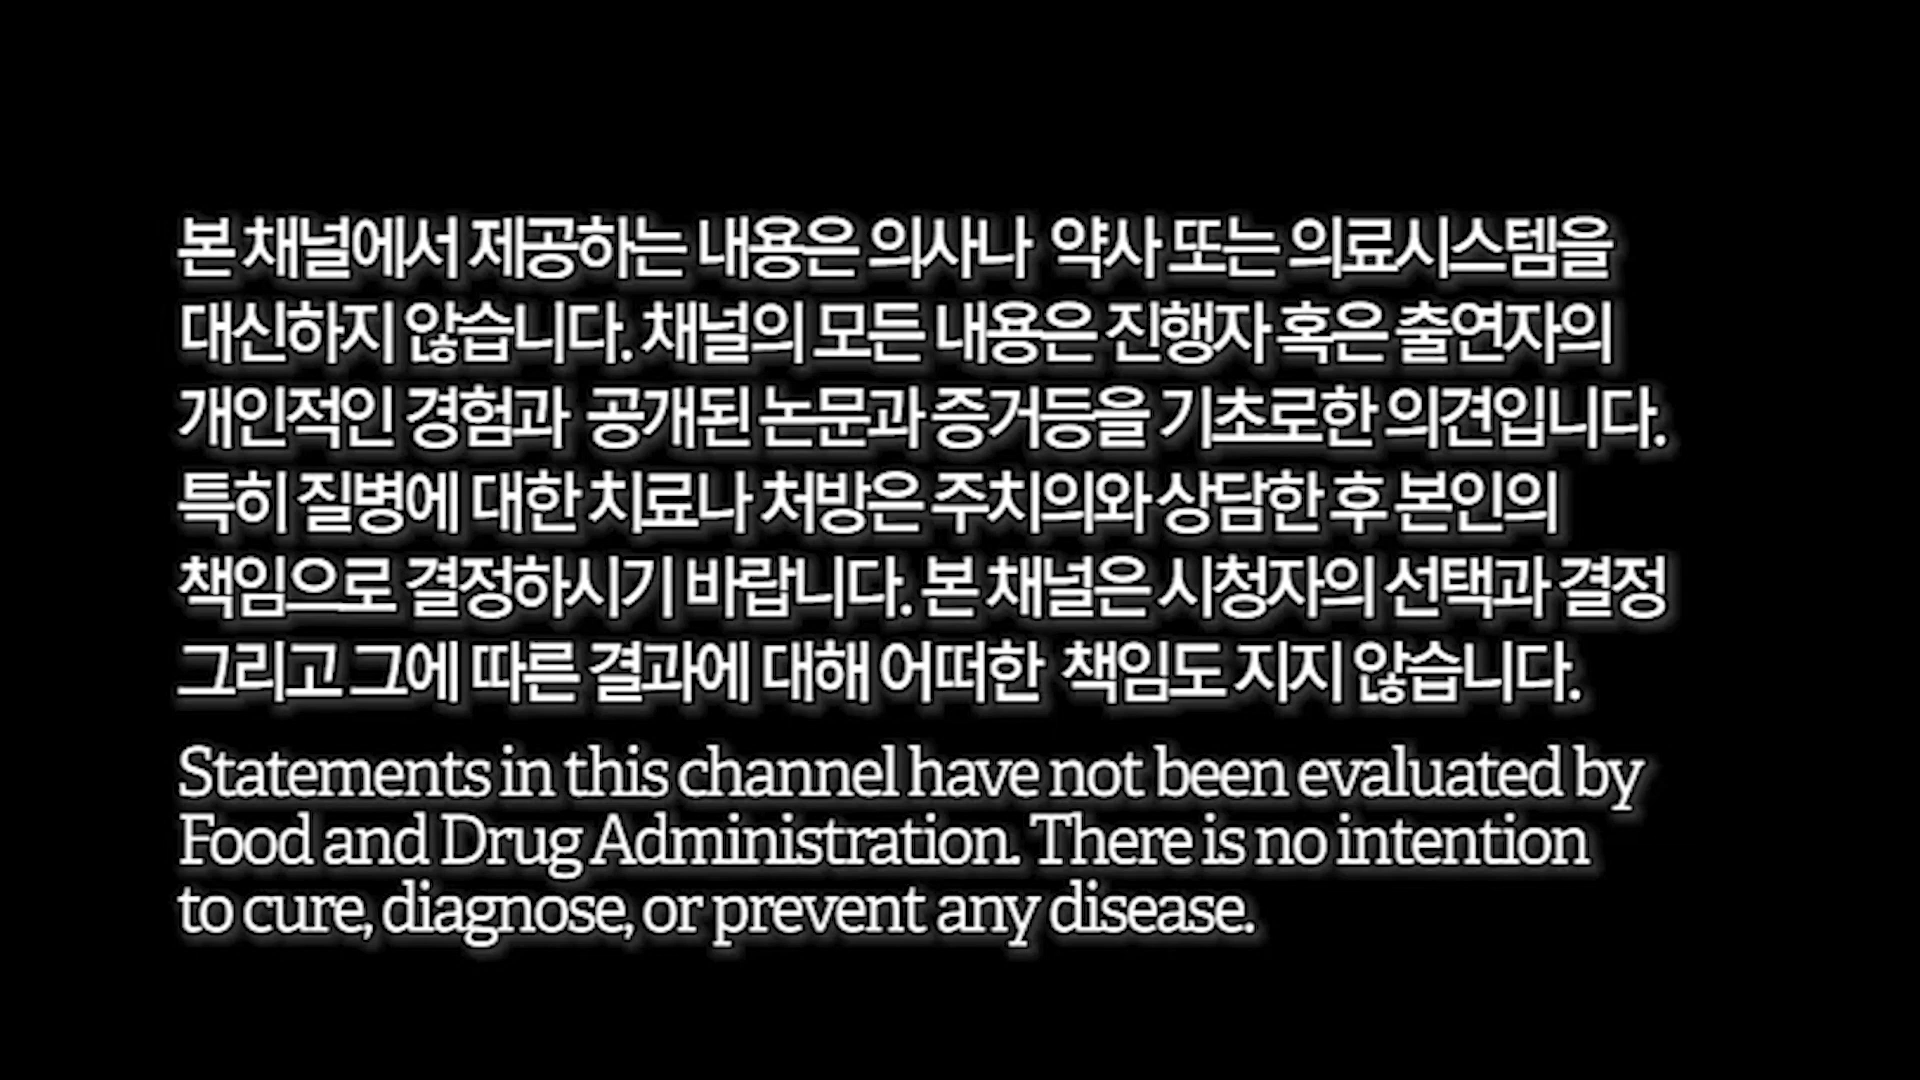 본 채널에서 제공하는 내용은 의사나 약사 또는 의료시스템을
대신하지 않습니다. 채널의 모든 내용은 진행자 혹은 출연자의
개인적인 경험과 공개된 논문과 증거등을 기초로한 의견입니다.
특히 질병에 대한 치료나 처방은 주치의와 상담한 후 본인의
책임으로 결정하시기 바랍니다. 본 채널은 시청자의 선택과 결정
그리고 그에 따른 결과에 대해 어떠한 책임도 지지 않습니다.
Statements in this channel have not been evaluated by
Food and Drug Administration. There is no intention
to cure, diagnose, or prevent any disease.